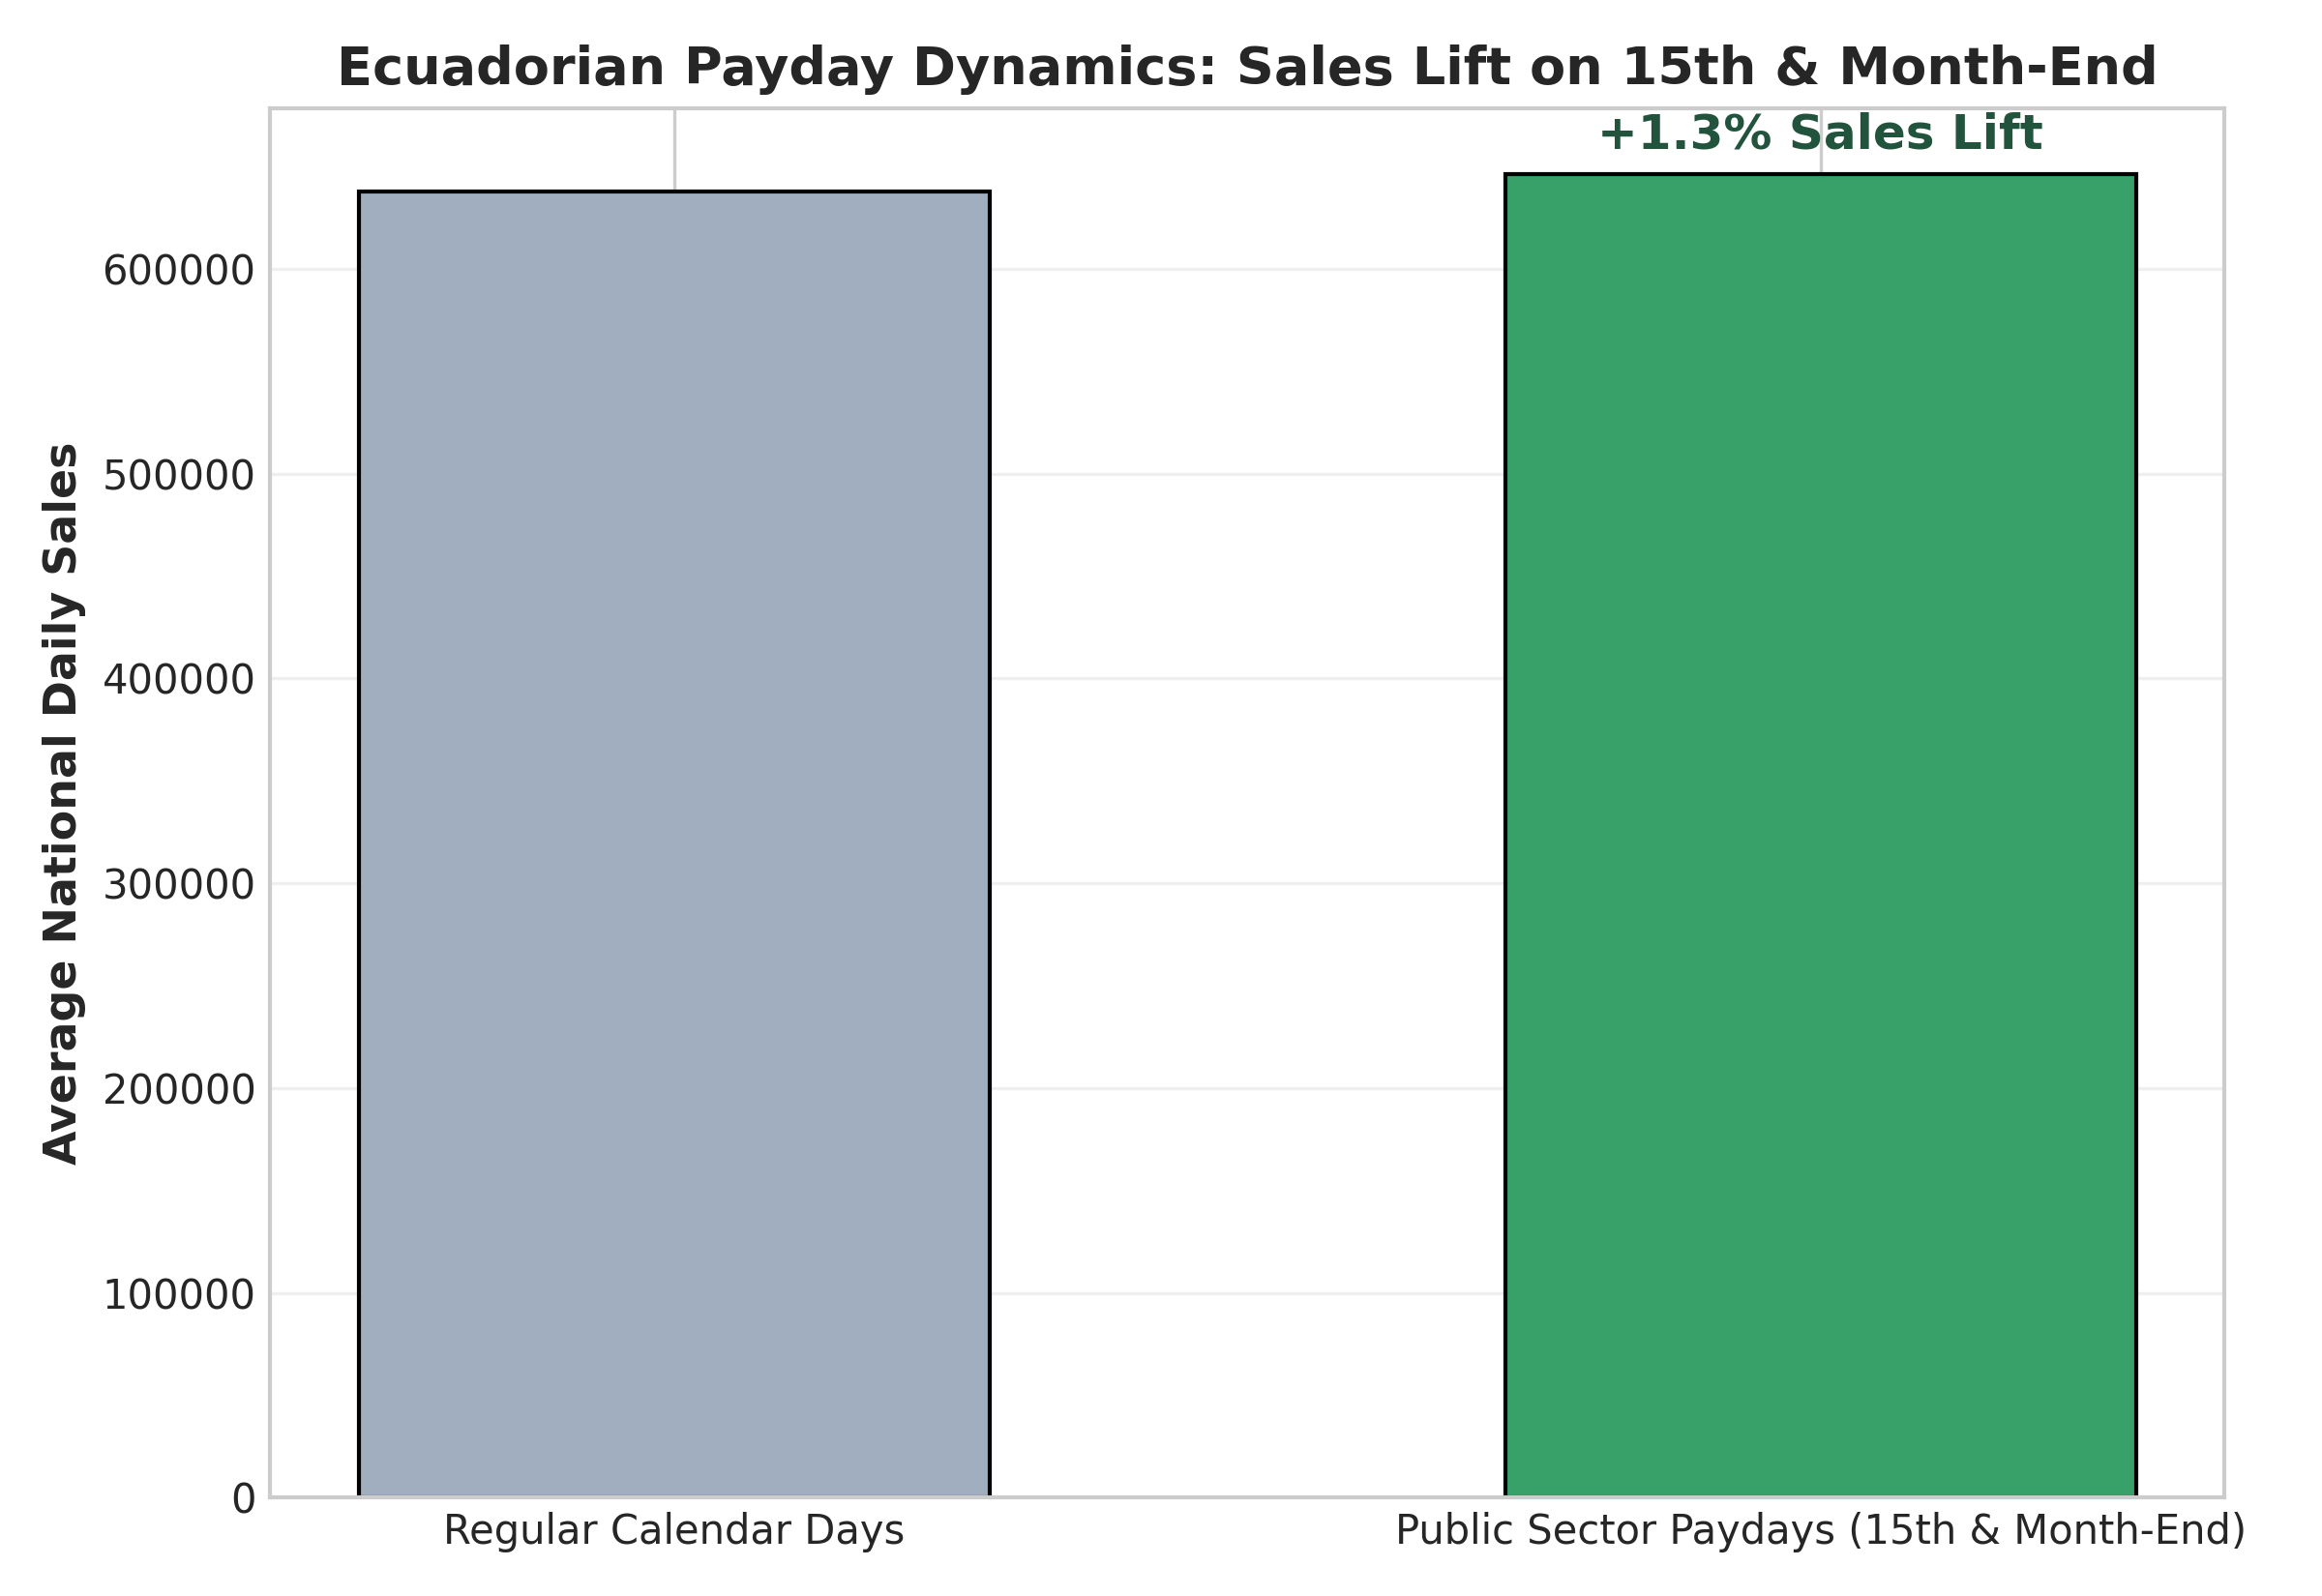 Ecuadorian Payday Dynamics: Sales Lift on 15th & Month-End
+1.3% Sales Lift
Average National Daily Sales
600000
500000
400000
300000
200000
100000
0
Regular Calendar Days
Public Sector Paydays (15th & Month-End)